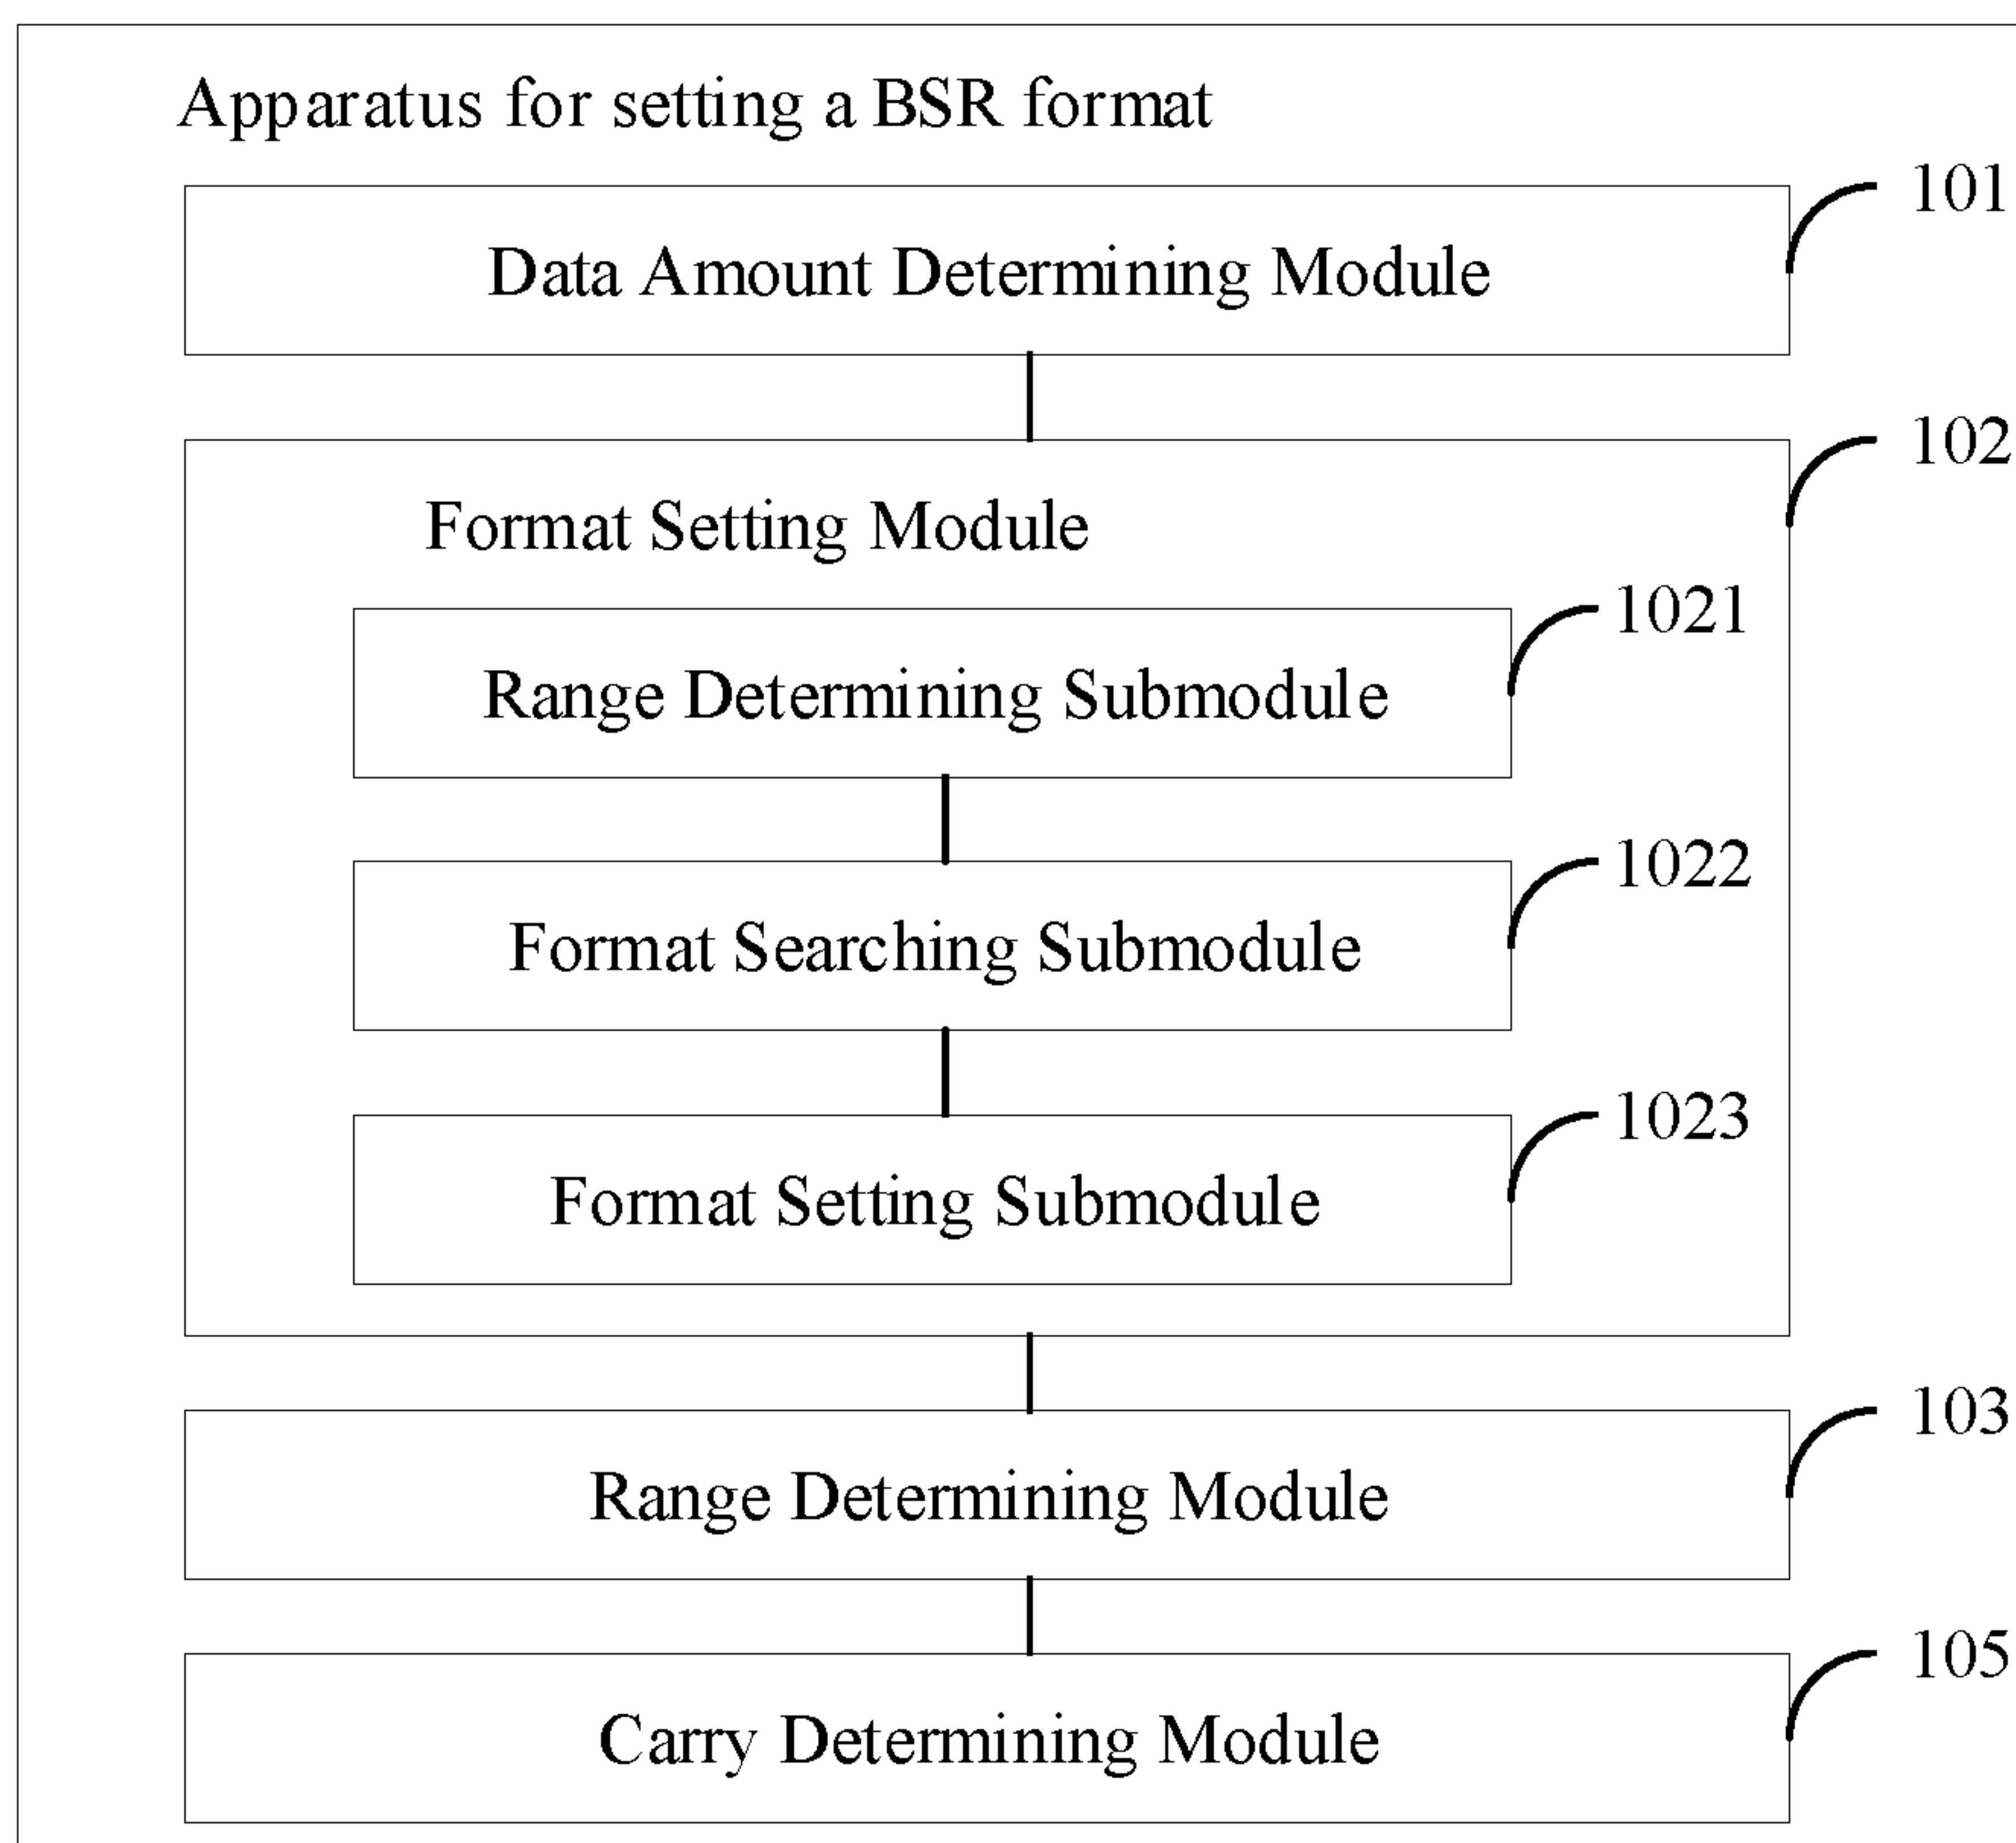 Apparatus for setting a BSR format
101
Data Amount Determining Module
102
Format Setting Module
1021
Range Determining Submodule
1022
Format Searching Submodule
1023
Format Setting Submodule
103
Range Determining Module
105
Carry Determining Module